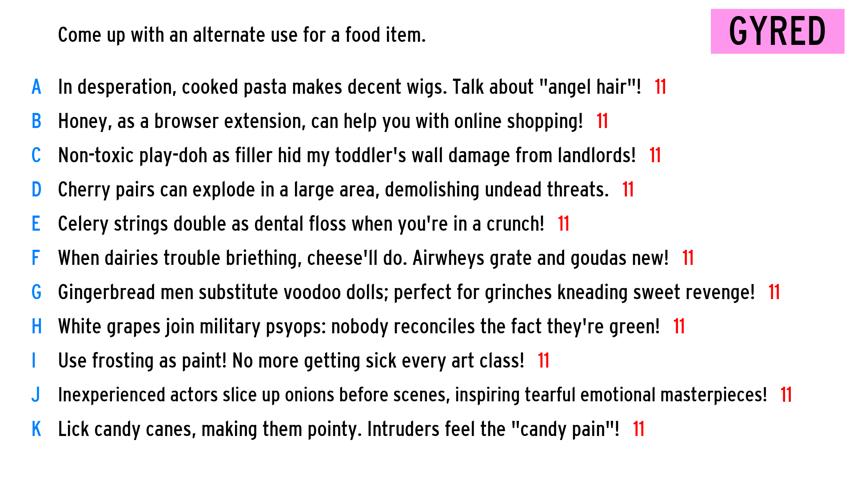 Come up with an alternate use for a food item.
GYRED
A In desperation, cooked pasta makes decent wigs. Talk about "angel hair"! 11
B Honey, as a browser extension, can help you with online shopping! 11
C Non-toxic play-doh as filler hid my toddler's wall damage from landlords! 11
D Cherry pairs can explode in a large area, demolishing undead threats. 11
E Celery strings double as dental floss when you're in a crunch! 11
F When dairies trouble briething, cheese'll do. Airwheys grate and goudas new! 11
G Gingerbread men substitute voodoo dolls; perfect for grinches kneading sweet revenge! 11
H White grapes join military psyops: nobody reconciles the fact they're green! 11
I Use frosting as paint! No more getting sick every art class! 11
J Inexperienced actors slice up onions before scenes, inspiring tearful emotional masterpieces! 11
K Lick candy canes, making them pointy. Intruders feel the "candy pain"! 11